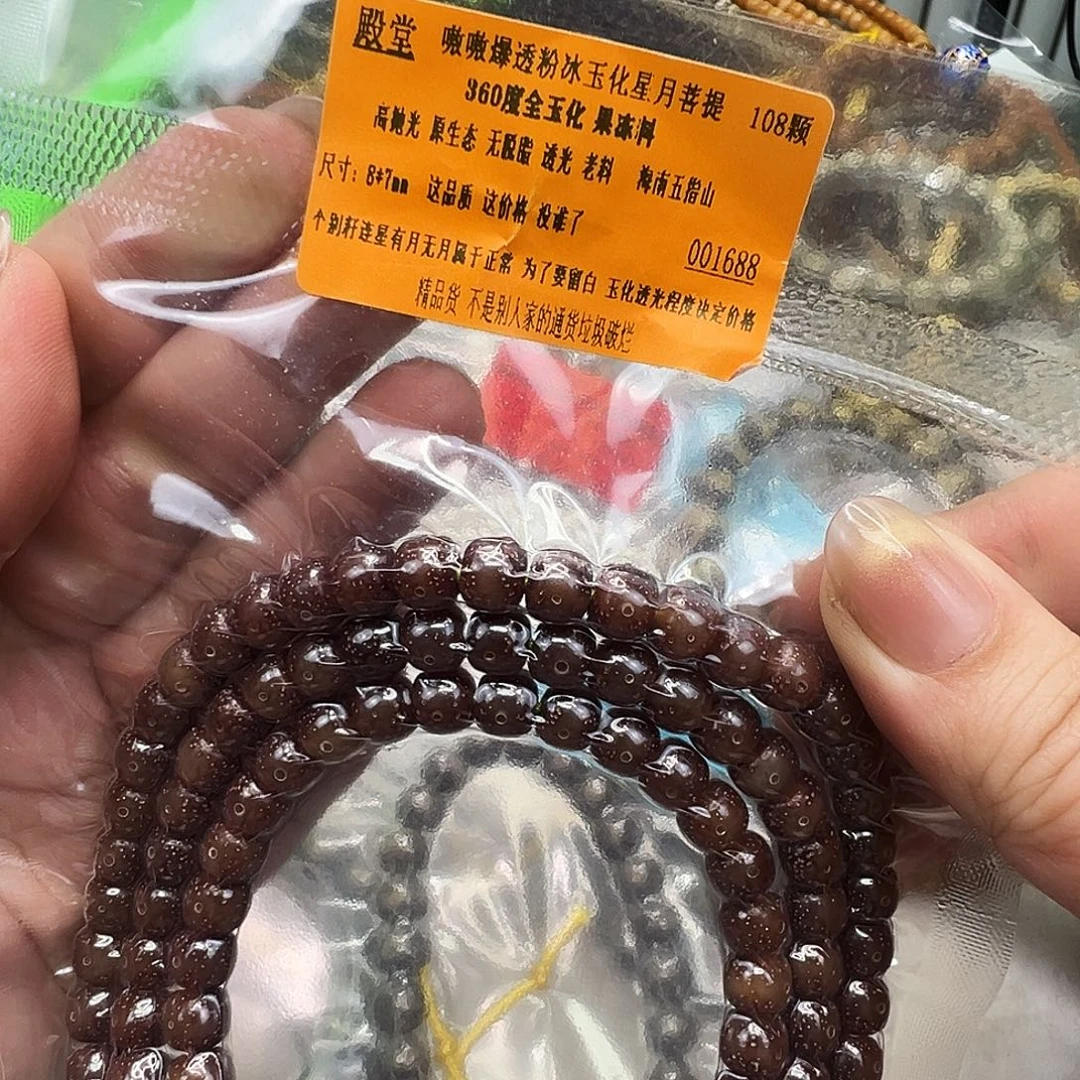 殿堂 嗷嗷爆透粉冰玉化星月菩提 108颗
360度全玉化 果冻料
高抛光 原生态 无脱脂 透光 老料 海南五指山
尺寸：8*7mm 这品质 这价格 没谁了
001688
个别籽连星有月无月属于正常 为了要留白 玉化透光程度决定价格
精品货 不是别人家的通货垃圾破烂